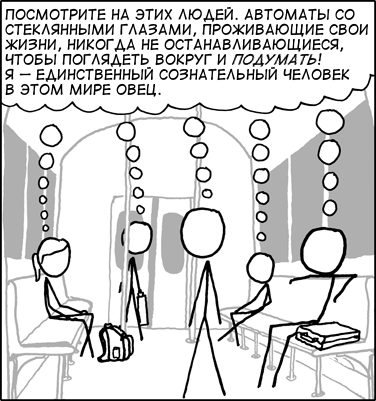 ПОСМОТРИТЕ НА ЭТИХ ЛЮДЕЙ. АВТОМАТЫ СО
СТЕКЛЯННЫМИ ГЛАЗАМИ, ПРОЖИВАЮЩИЕ СВОИ
ЖИЗНИ, НИКОГДА НЕ ОСТАНАВЛИВАЮЩИЕСЯ,
ЧТОБЫ ПОГЛЯДЕТЬ ВОКРУГ И ПОДУМАТЬ!
Я – ЕДИНСТВЕННЫЙ СОЗНАТЕЛЬНЫЙ ЧЕЛОВЕК
В ЭТОМ МИРЕ ОВЕЦ.